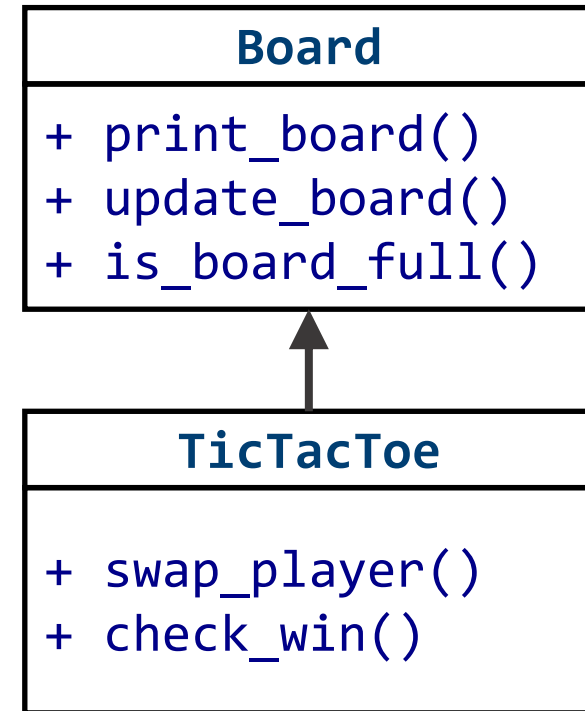 Board
+ print_board()
+ update_board()
+ is_board_full()
TicTacToe
+ swap_player()
+ check_win()